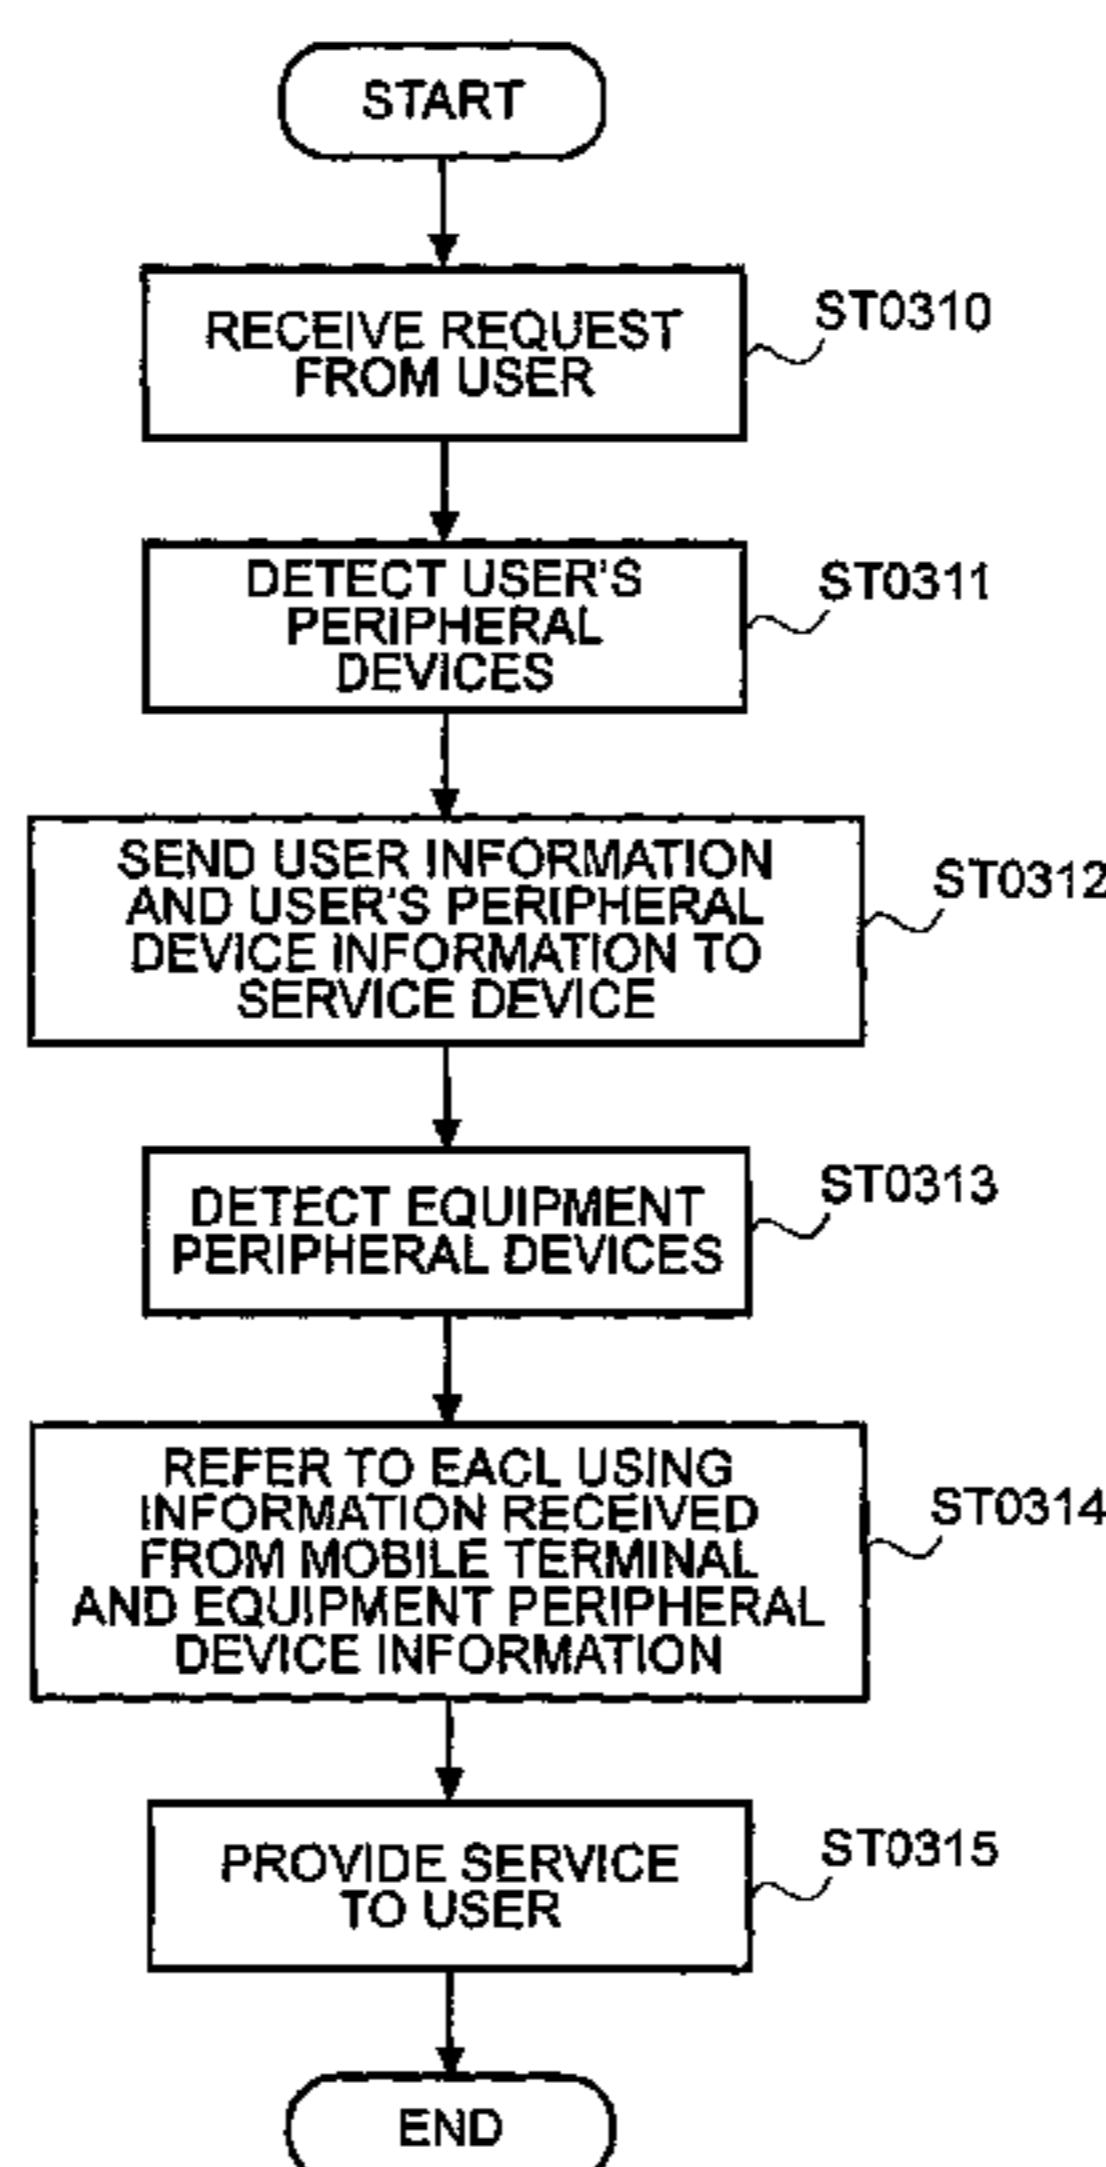 START
RECEIVE REQUEST
FROM USER
ST0310
DETECT USER'S
PERIPHERAL
DEVICES
ST0311
SEND USER INFORMATION
AND USER'S PERIPHERAL
DEVICE INFORMATION TO
SERVICE DEVICE
ST0312
DETECT EQUIPMENT
PERIPHERAL DEVICES
ST0313
REFER TO EACL USING
INFORMATION RECEIVED
FROM MOBILE TERMINAL
AND EQUIPMENT PERIPHERAL
DEVICE INFORMATION
ST0314
PROVIDE SERVICE
TO USER
ST0315
END